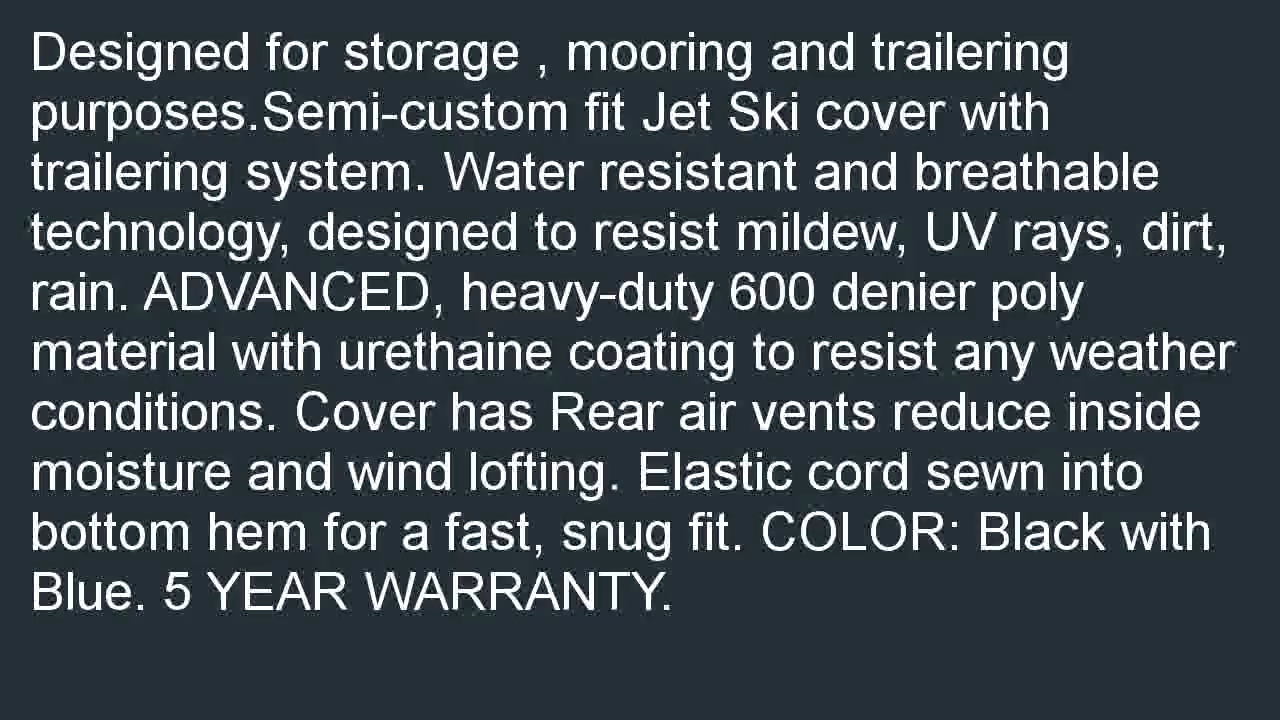 Designed for storage , mooring and trailering
purposes.Semi-custom fit Jet Ski cover with
trailering system. Water resistant and breathable
technology, designed to resist mildew, UV rays, dirt,
rain. ADVANCED, heavy-duty 600 denier poly
material with urethaine coating to resist any weather
conditions. Cover has Rear air vents reduce inside
moisture and wind lofting. Elastic cord sewn into
bottom hem for a fast, snug fit. COLOR: Black with
Blue. 5 YEAR WARRANTY.